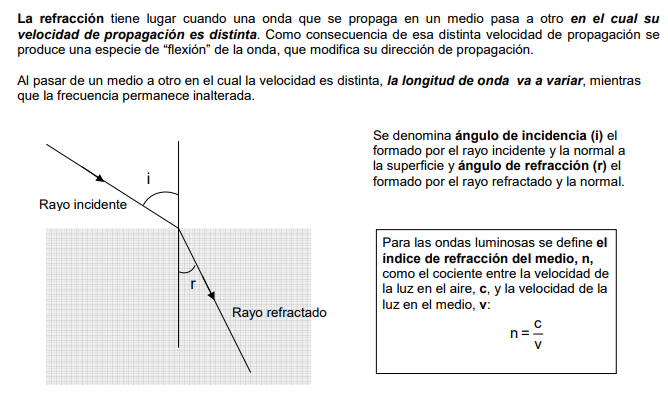 La refracción tiene lugar cuando una onda que se propaga en un medio pasa a otro en el cual su
velocidad de propagación es distinta. Como consecuencia de esa distinta velocidad de propagación se
produce una especie de “flexión” de la onda, que modifica su dirección de propagación.
Al pasar de un medio a otro en el cual la velocidad es distinta, la longitud de onda va a variar, mientras
que la frecuencia permanece inalterada.
Se denomina ángulo de incidencia (i) el
formado por el rayo incidente y la normal a
la superficie y ángulo de refracción (r) el
formado por el rayo refractado y la normal.
i
Rayo incidente
r
Rayo refractado
Para las ondas luminosas se define el
índice de refracción del medio, n,
como el cociente entre la velocidad de
la luz en el aire, c, y la velocidad de la
luz en el medio, v:
n = c
v